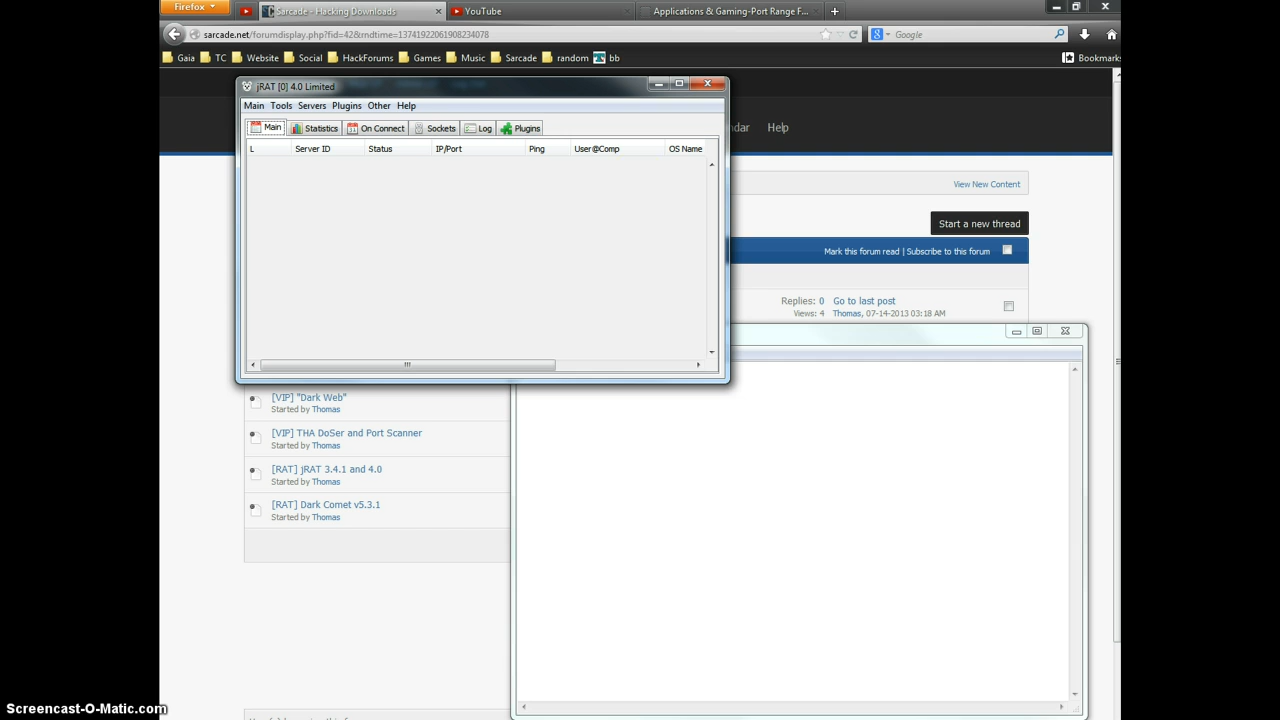 Firefox
Sarcade - Hacking Downloads
YouTube
Applications & Gaming-Port Range F...
sarcade.net/forumdisplay.php?fid=42&rndtime=13741922061908234078
Google
Gaia TC Website Social HackForums Games Music Sarcade random bb
Bookmarks
jRAT [0] 4.0 Limited
Main Tools Servers Plugins Other Help
Main Statistics On Connect Sockets Log Plugins
L Server ID Status IP/Port Ping User@Comp OS Name
ndar Help
View New Content
Start a new thread
Mark this forum read | Subscribe to this forum
Replies: 0 Go to last post
Views: 4 Thomas, 07-14-2013 03:18 AM
[VIP] "Dark Web"
Started by Thomas
[VIP] THA DoSer and Port Scanner
Started by Thomas
[RAT] jRAT 3.4.1 and 4.0
Started by Thomas
[RAT] Dark Comet v5.3.1
Started by Thomas
Screencast-O-Matic.com